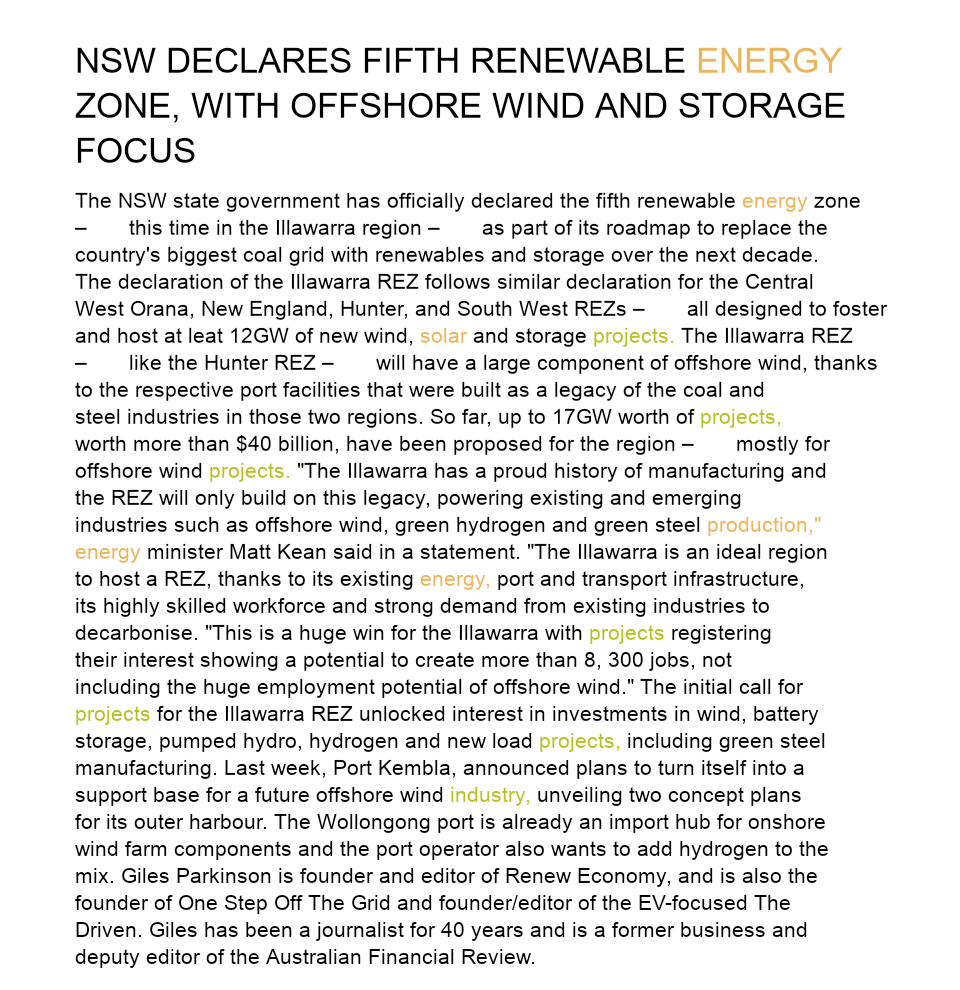 NSW DECLARES FIFTH RENEWABLE ENERGY
ZONE, WITH OFFSHORE WIND AND STORAGE
FOCUS
The NSW state government has officially declared the fifth renewable energy zone
– this time in the Illawarra region – as part of its roadmap to replace the
country's biggest coal grid with renewables and storage over the next decade.
The declaration of the Illawarra REZ follows similar declaration for the Central
West Orana, New England, Hunter, and South West REZs – all designed to foster
and host at leat 12GW of new wind, solar and storage projects. The Illawarra REZ
– like the Hunter REZ – will have a large component of offshore wind, thanks
to the respective port facilities that were built as a legacy of the coal and
steel industries in those two regions. So far, up to 17GW worth of projects,
worth more than $40 billion, have been proposed for the region – mostly for
offshore wind projects. "The Illawarra has a proud history of manufacturing and
the REZ will only build on this legacy, powering existing and emerging
industries such as offshore wind, green hydrogen and green steel production,"
energy minister Matt Kean said in a statement. "The Illawarra is an ideal region
to host a REZ, thanks to its existing energy, port and transport infrastructure,
its highly skilled workforce and strong demand from existing industries to
decarbonise. "This is a huge win for the Illawarra with projects registering
their interest showing a potential to create more than 8, 300 jobs, not
including the huge employment potential of offshore wind." The initial call for
projects for the Illawarra REZ unlocked interest in investments in wind, battery
storage, pumped hydro, hydrogen and new load projects, including green steel
manufacturing. Last week, Port Kembla, announced plans to turn itself into a
support base for a future offshore wind industry, unveiling two concept plans
for its outer harbour. The Wollongong port is already an import hub for onshore
wind farm components and the port operator also wants to add hydrogen to the
mix. Giles Parkinson is founder and editor of Renew Economy, and is also the
founder of One Step Off The Grid and founder/editor of the EV-focused The
Driven. Giles has been a journalist for 40 years and is a former business and
deputy editor of the Australian Financial Review.